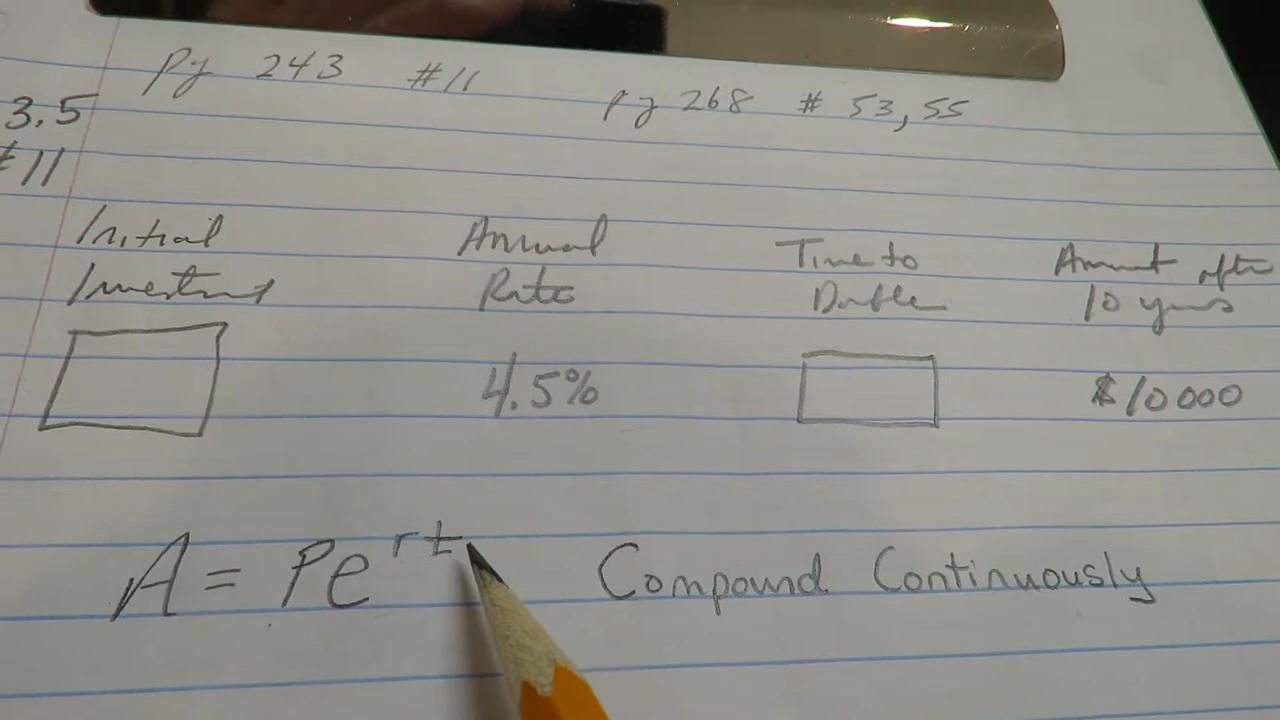 pg 243 #11
pg 268 # 53, 55
3.5
#11
Initial Investment
Annual Rate
Time to Double
Amount after 10 years
4.5%
$10000
A = Pe^rt
Compound Continuously